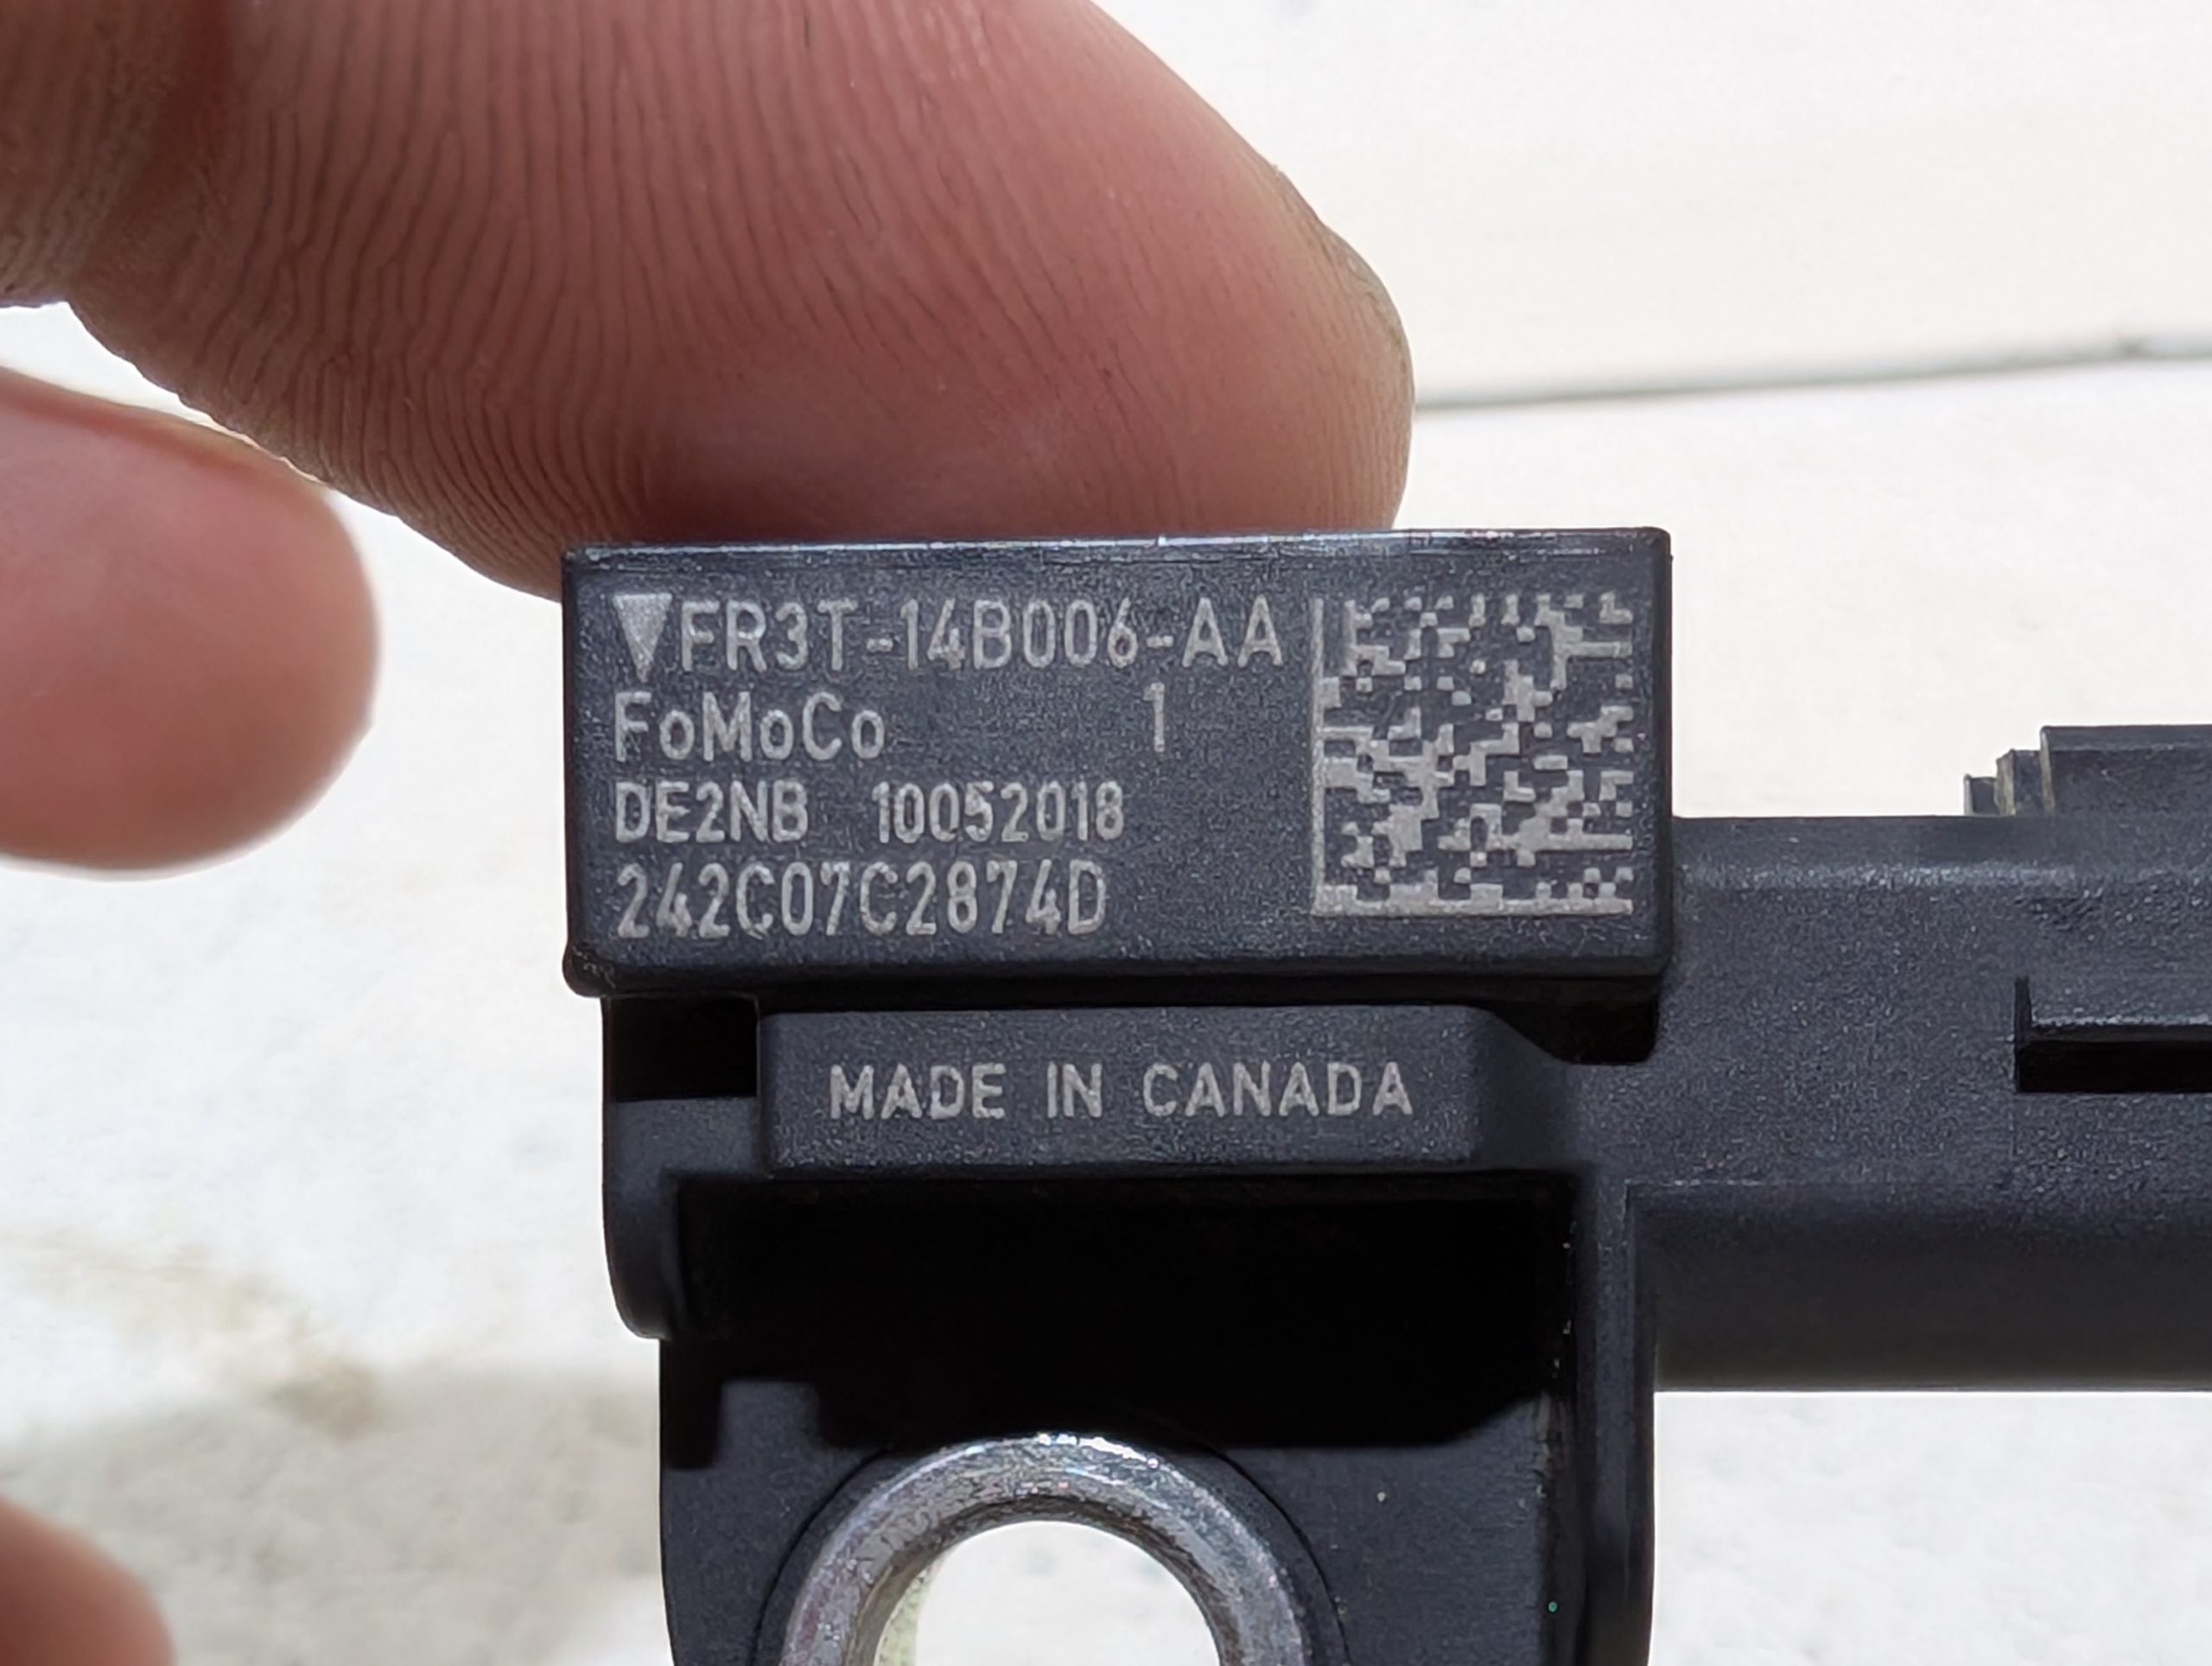 ▼FR3T-14B006-AA
FoMoCo 1
DE2NB 10052018
242C07C2874D
MADE IN CANADA